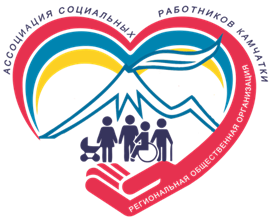 АССОЦИАЦИЯ СОЦИАЛЬНЫХ РАБОТНИКОВ КАМЧАТКИ
РЕГИОНАЛЬНАЯ ОБЩЕСТВЕННАЯ ОРГАНИЗАЦИЯ